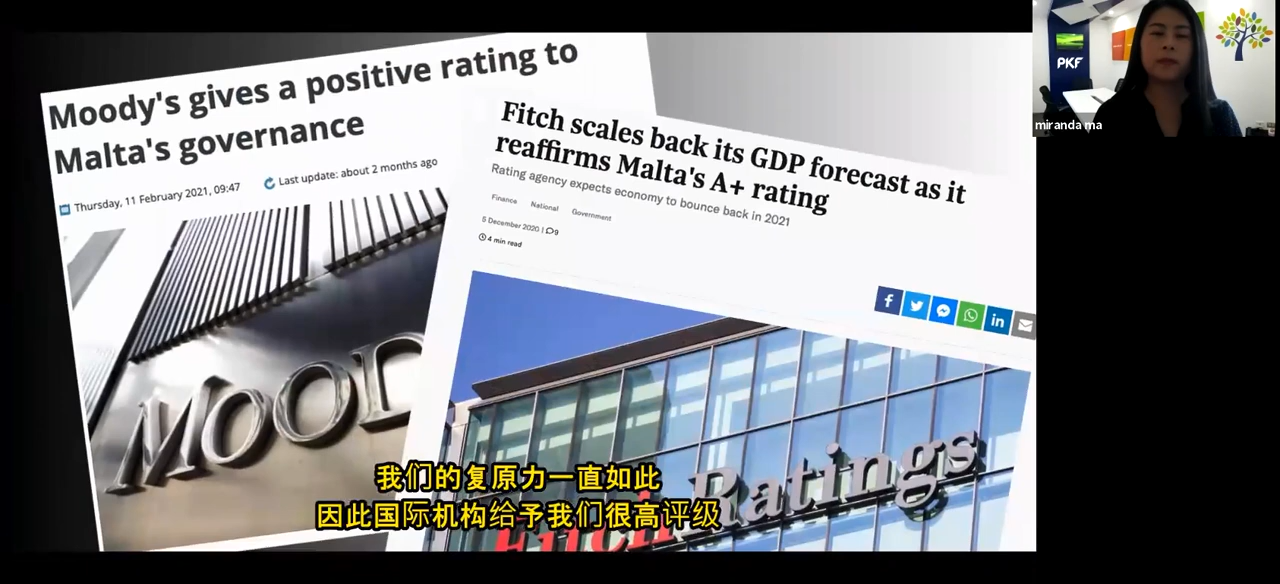 Moody's gives a positive rating to
Malta's governance
Thursday, 11 February 2021, 09:47
Last update: about 2 months ago
MOOD
Fitch scales back its GDP forecast as it
reaffirms Malta's A+ rating
Rating agency expects economy to bounce back in 2021
Finance National Government
5 December 2020 | 9
4 min read
Fitch Ratings
我们的复原力一直如此
因此国际机构给予我们很高评级
PKF
miranda ma